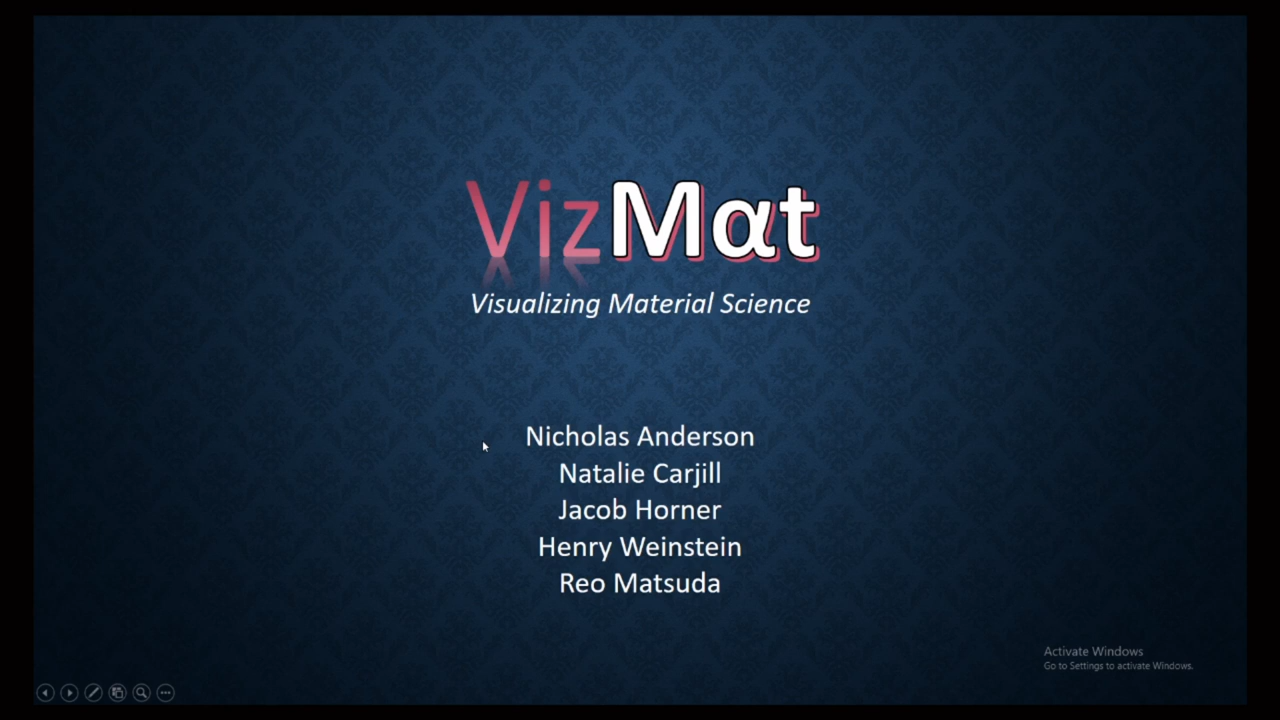 VizMαt
Visualizing Material Science
Nicholas Anderson
Natalie Carjill
Jacob Horner
Henry Weinstein
Reo Matsuda
Activate Windows
Go to Settings to activate Windows.